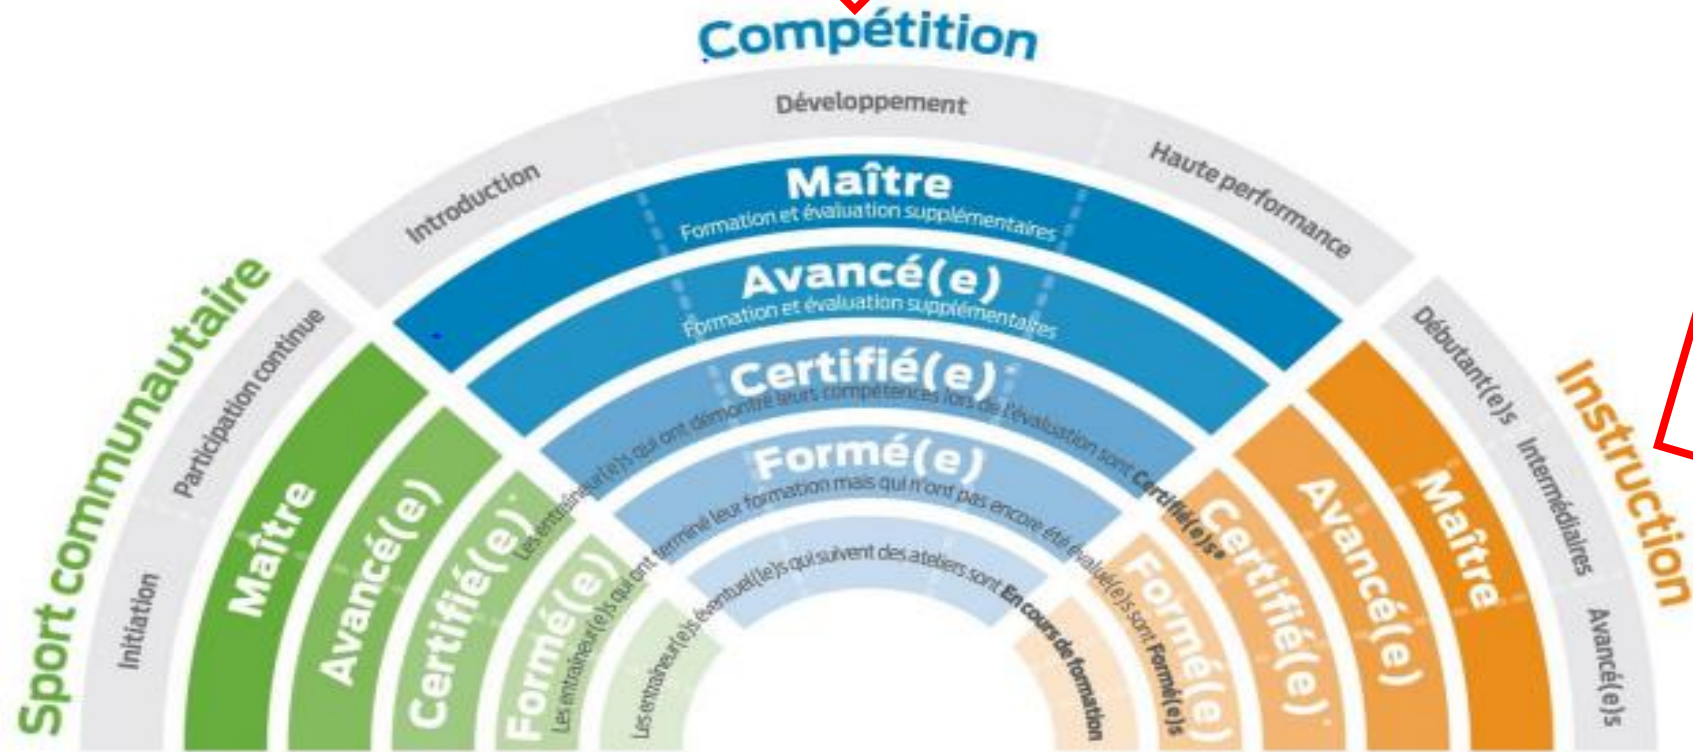 Compétition
Développement
Introduction
Haute performance
Maître
Formation et évaluation supplémentaires
Avancé(e)
Formation et évaluation supplémentaires
Certifié(e)*
Les entraîneur(e)s qui ont démontré leurs compétences lors de l'évaluation sont Certifié(e)s*
Formé(e)
Les entraîneur(e)s qui ont terminé leur formation mais qui n'ont pas encore été évalué(e)s sont Formé(e)s
Les entraîneur(e)s éventuel(le)s qui suivent des ateliers sont En cours de formation
Sport communautaire
Initiation
Participation continue
Maître
Avancé(e)
Certifié(e)*
Formé(e)
Instruction
Débutant(e)s
Intermédiaires
Avancé(e)s
Maître
Avancé(e)
Certifié(e)*
Formé(e)